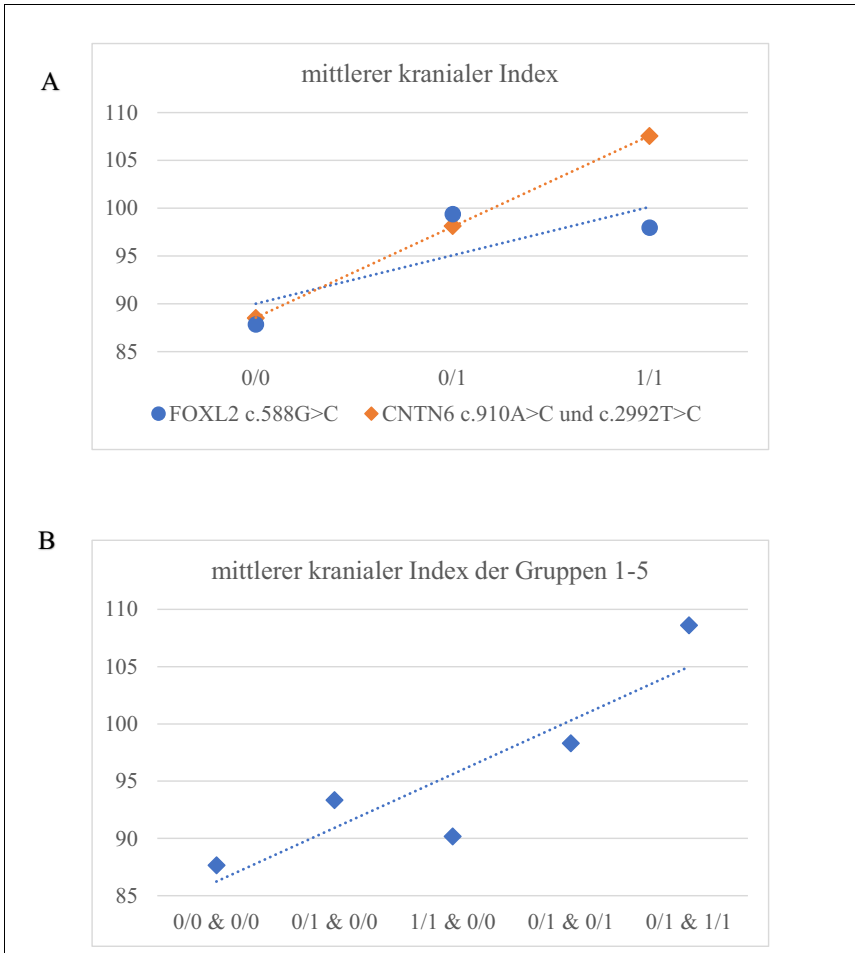 A
mittlerer kranialer Index
110
105
100
95
90
85
0/0 0/1 1/1
FOXL2 c.588G>C CNTN6 c.910A>C und c.2992T>C
B
mittlerer kranialer Index der Gruppen 1-5
110
105
100
95
90
85
0/0 & 0/0 0/1 & 0/0 1/1 & 0/0 0/1 & 0/1 0/1 & 1/1